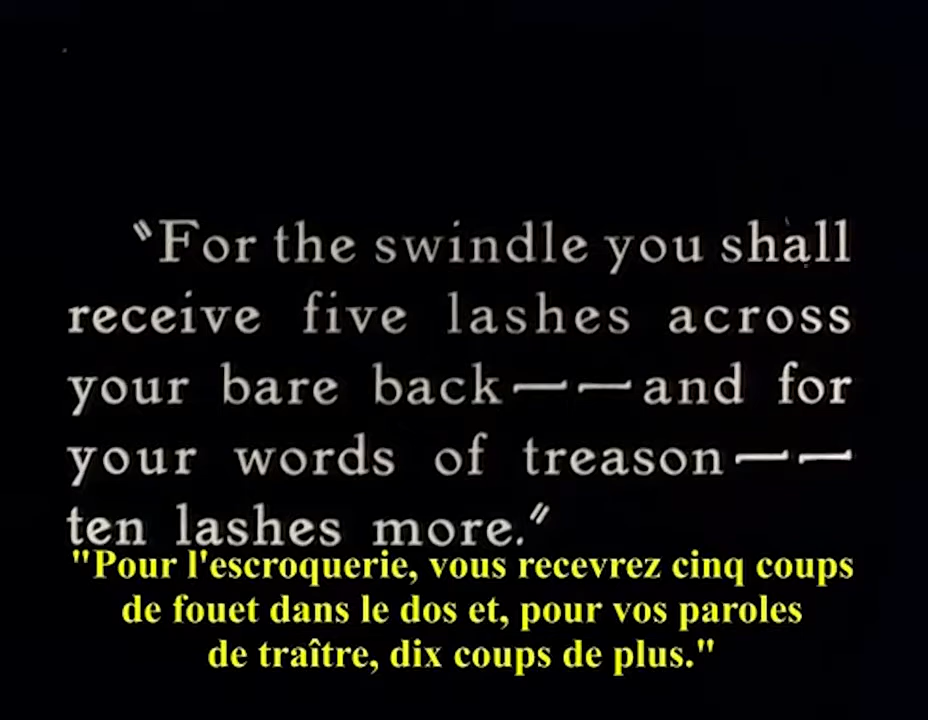 "For the swindle you shall
receive five lashes across
your bare back——and for
your words of treason——
ten lashes more."
"Pour l'escroquerie, vous recevrez cinq coups
de fouet dans le dos et, pour vos paroles
de traître, dix coups de plus."